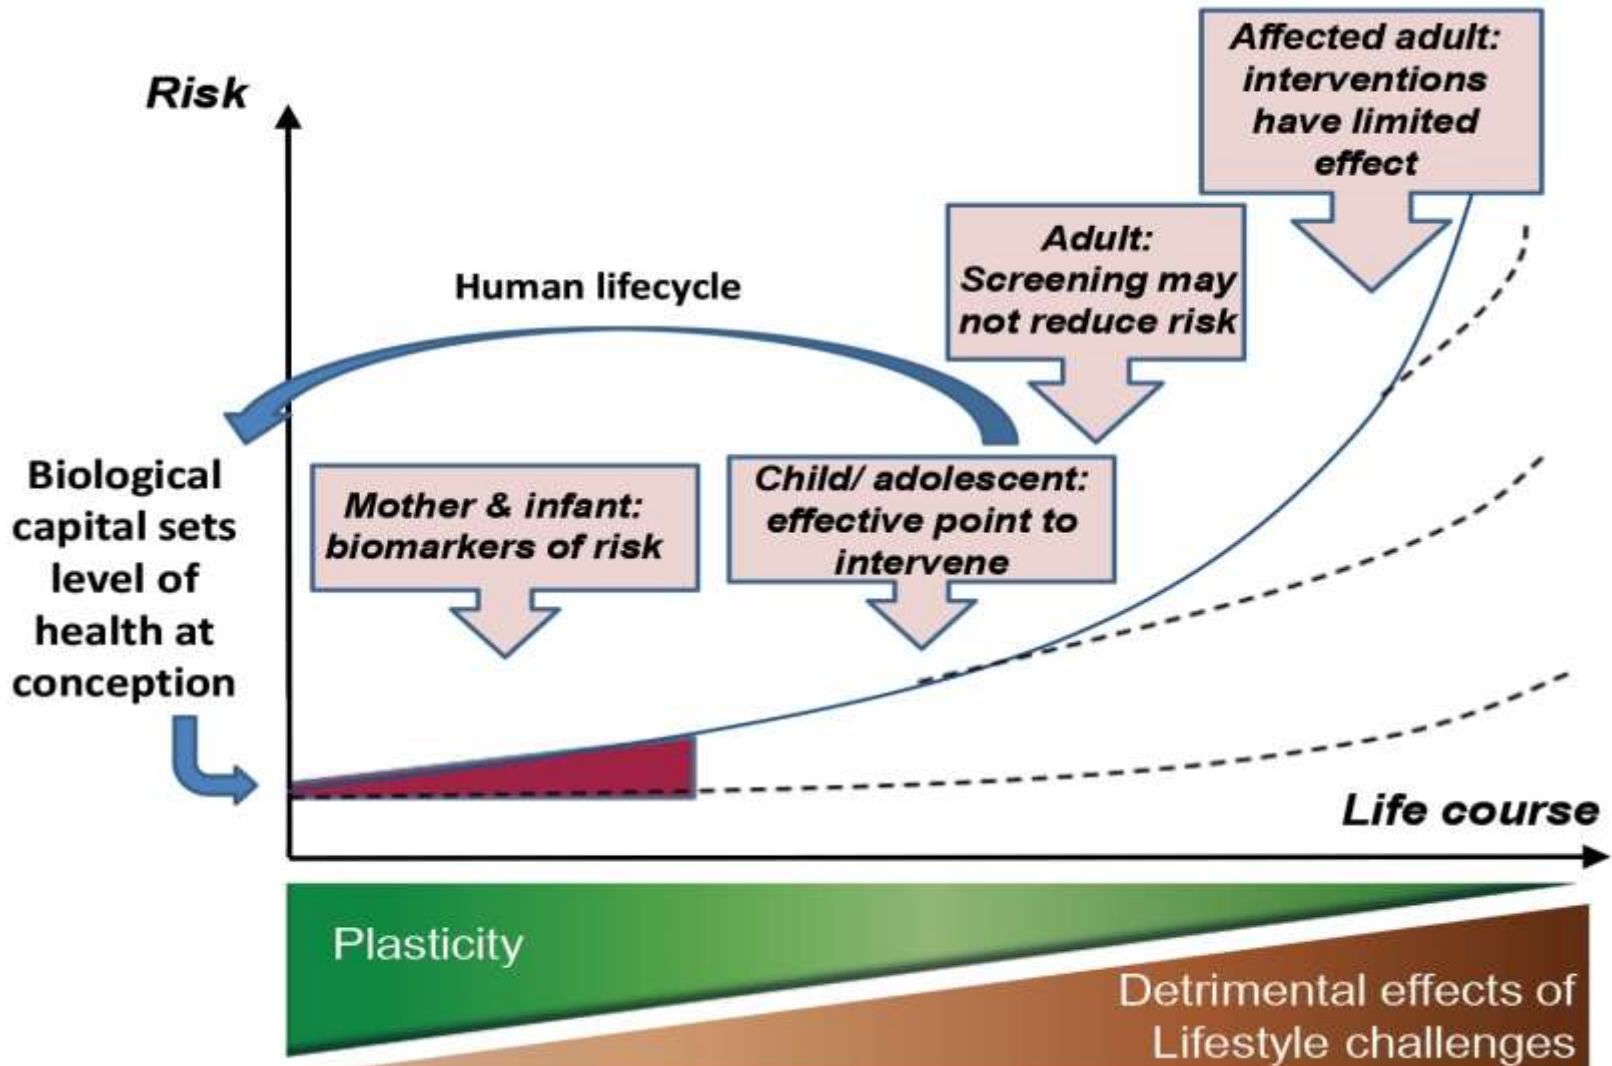 Risk
Affected adult:
interventions
have limited
effect
Adult:
Screening may
not reduce risk
Human lifecycle
Biological
capital sets
level of
health at
conception
Mother & infant:
biomarkers of risk
Child/ adolescent:
effective point to
intervene
Life course
Plasticity
Detrimental effects of
Lifestyle challenges